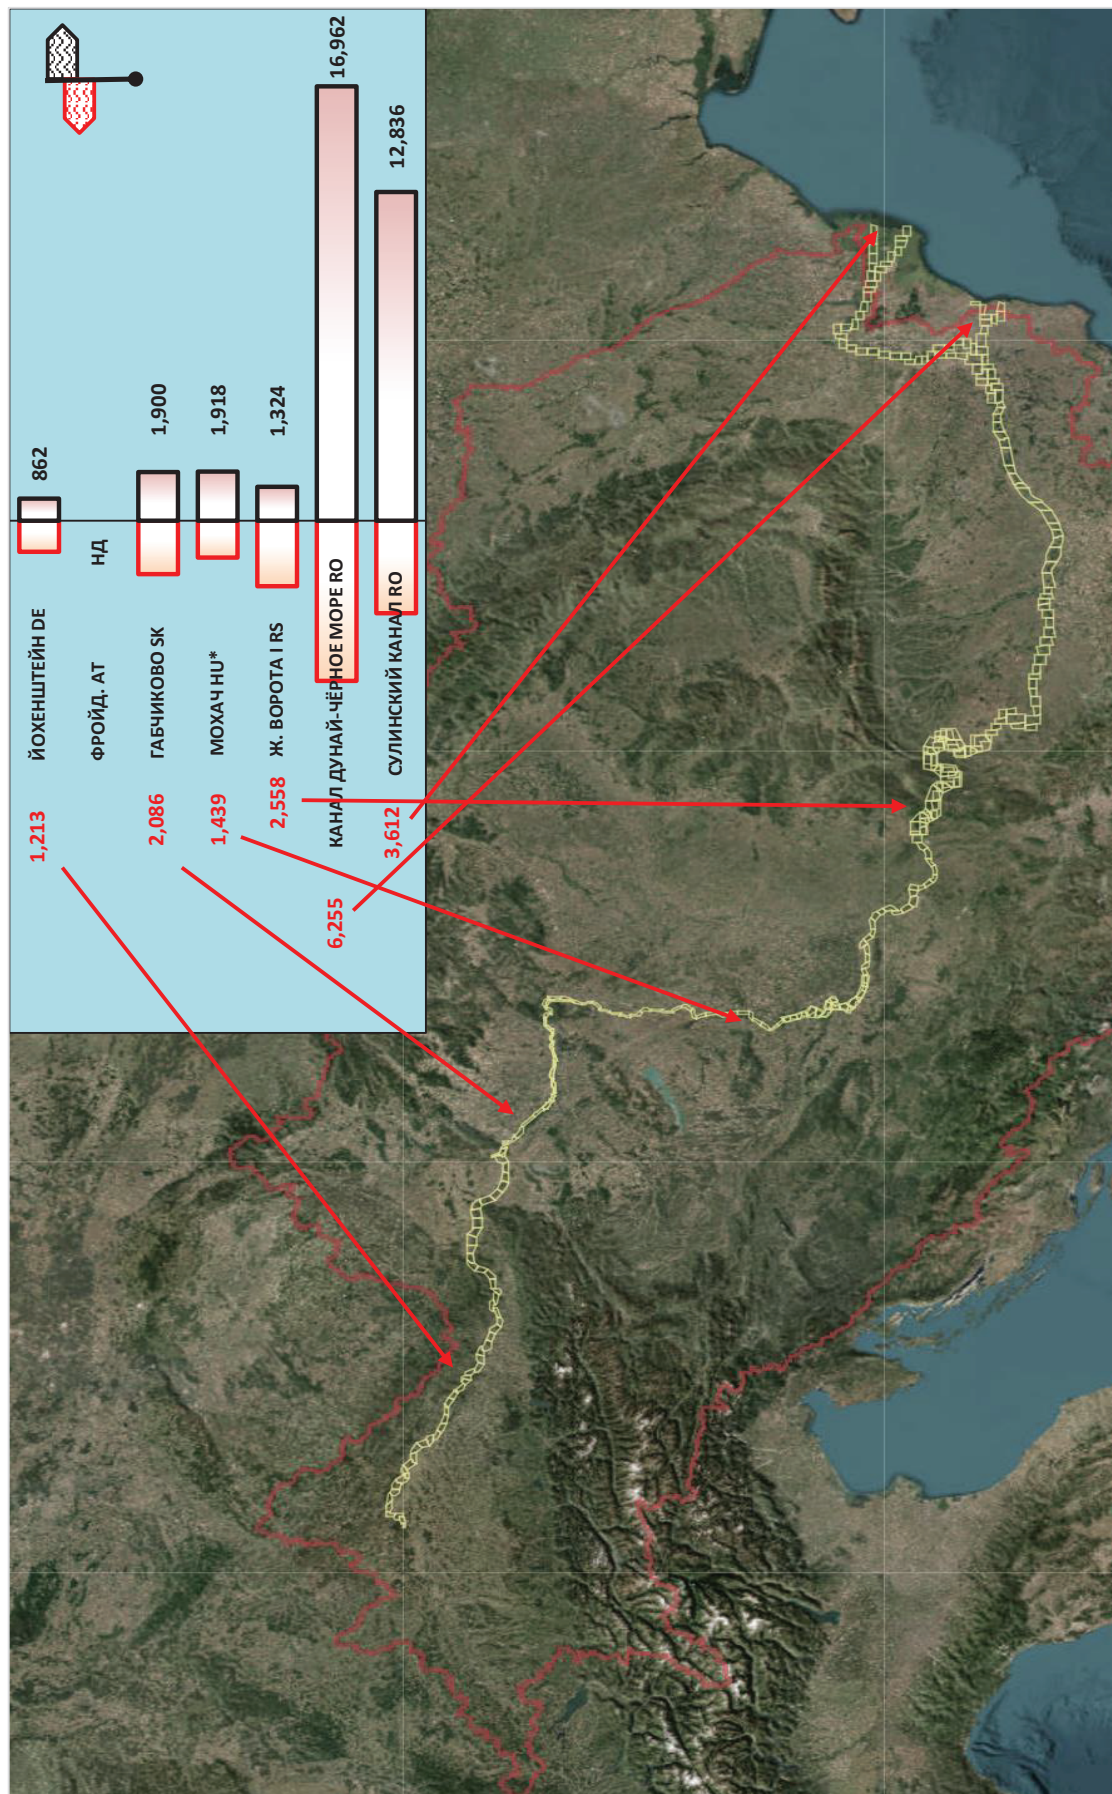 1,213 ЙОХЕНШТЕЙН DE 862
ФРОЙД. АТ НД
2,086 ГАБЧИКОВО SK 1,900
1,439 МОХАЧ HU* 1,918
2,558 Ж. ВОРОТА I RS 1,324
6,255 КАНАЛ ДУНАЙ-ЧЁРНОЕ МОРЕ RO 16,962
3,612 СУЛИНСКИЙ КАНАЛ RO 12,836